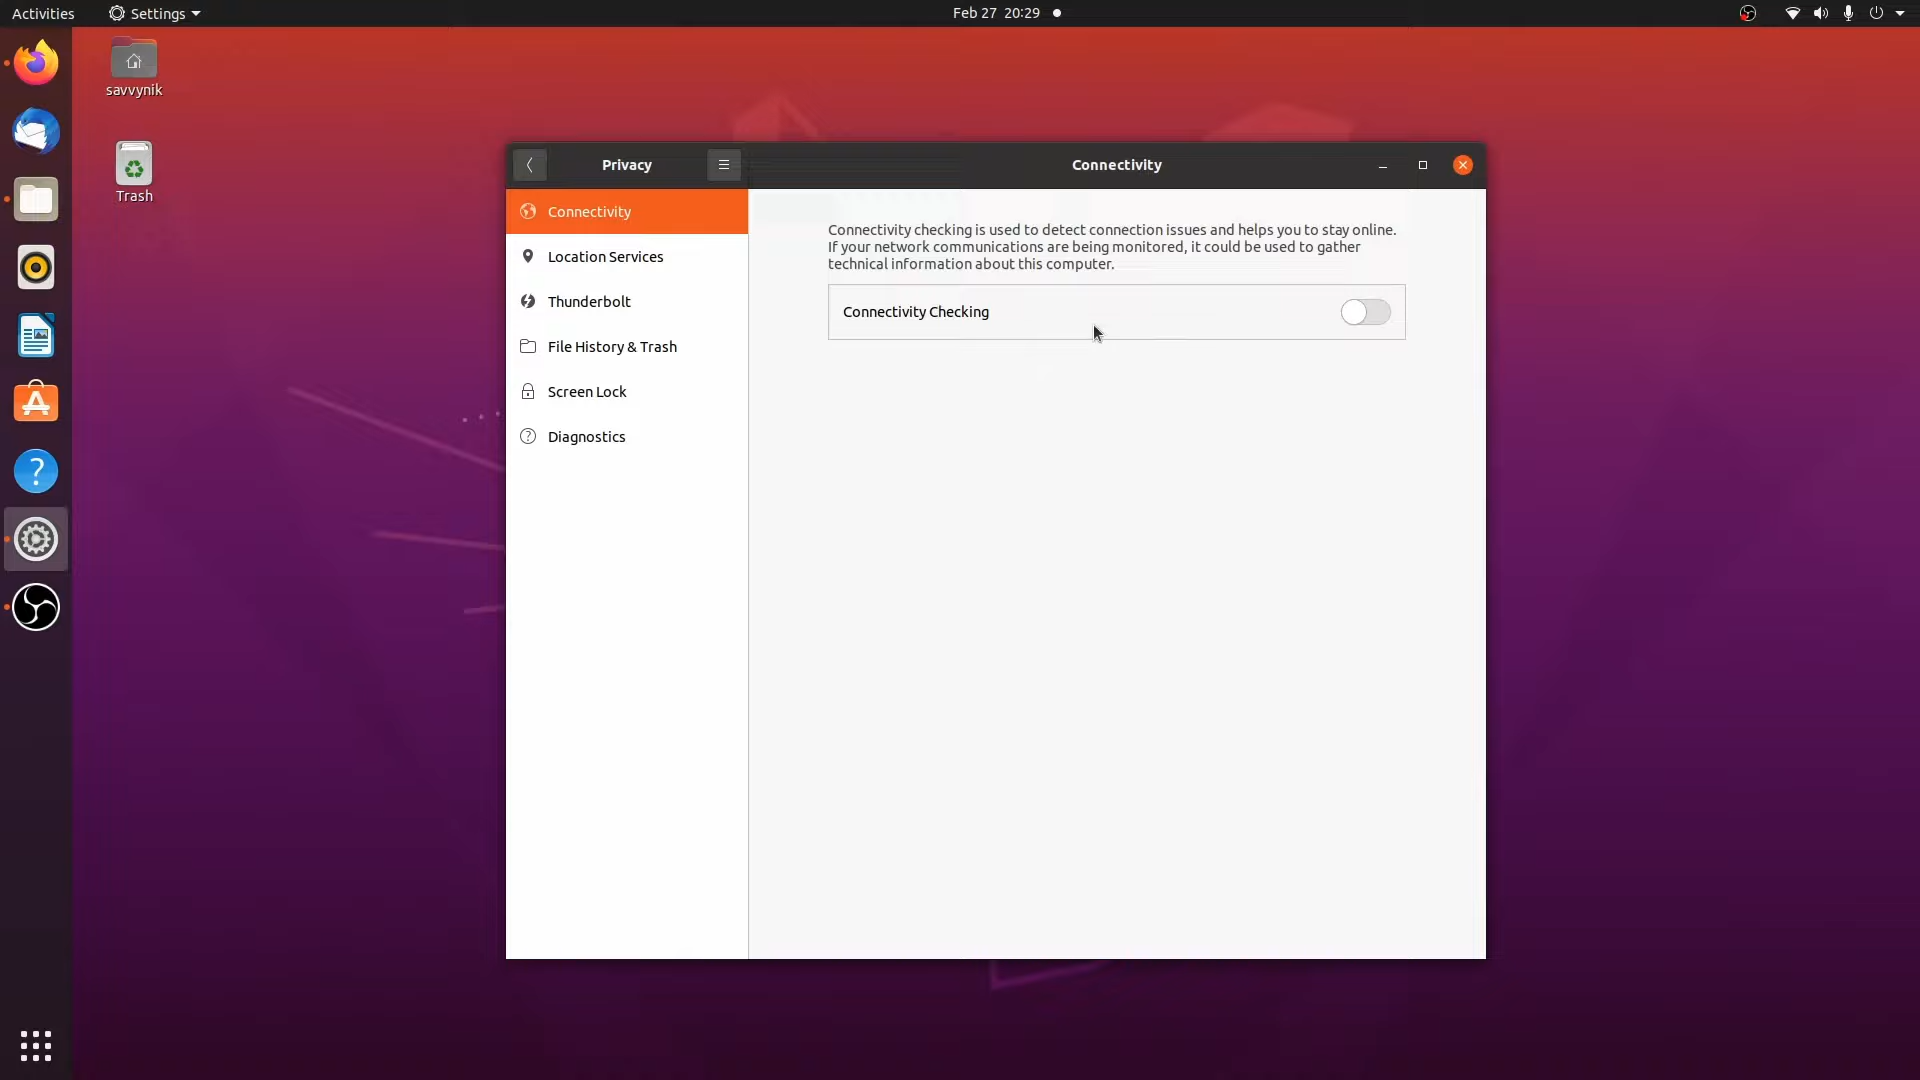 Activities
Settings
Feb 27 20:29
savvynik
Trash
Privacy
Connectivity
Connectivity
Location Services
Thunderbolt
File History & Trash
Screen Lock
Diagnostics
Connectivity checking is used to detect connection issues and helps you to stay online.
If your network communications are being monitored, it could be used to gather
technical information about this computer.
Connectivity Checking